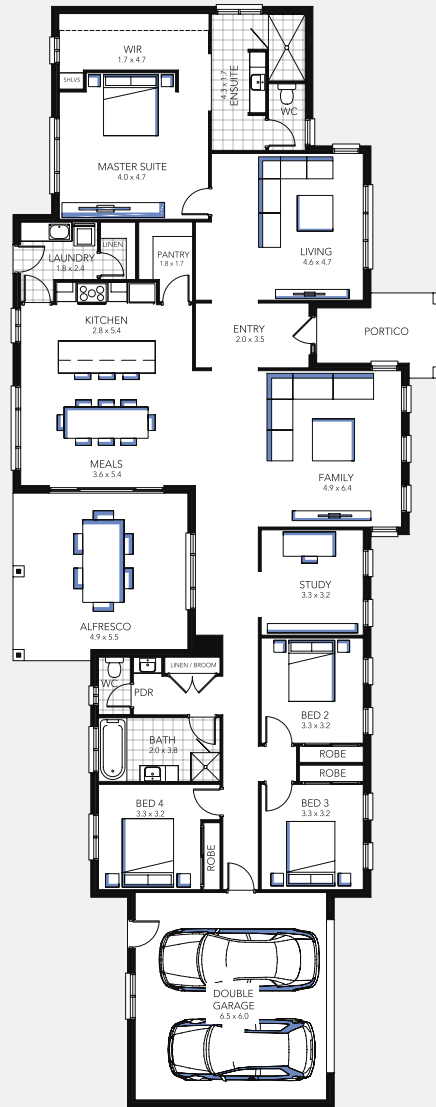 WIR
1.7 x 4.7
4.3 x 1.7
ENSUITE
SHLVS
WC
MASTER SUITE
4.0 x 4.7
LIVING
4.6 x 4.7
LINEN
PANTRY
1.8 x 1.7
LAUNDRY
1.8 x 2.4
KITCHEN
2.8 x 5.4
ENTRY
2.0 x 3.5
PORTICO
MEALS
3.6 x 5.4
FAMILY
4.9 x 6.4
STUDY
3.3 x 3.2
ALFRESCO
4.9 x 5.5
LINEN / BROOM
WC
PDR
BED 2
3.3 x 3.2
BATH
2.0 x 3.8
ROBE
ROBE
BED 4
3.3 x 3.2
BED 3
3.3 x 3.2
ROBE
DOUBLE
GARAGE
6.5 x 6.0